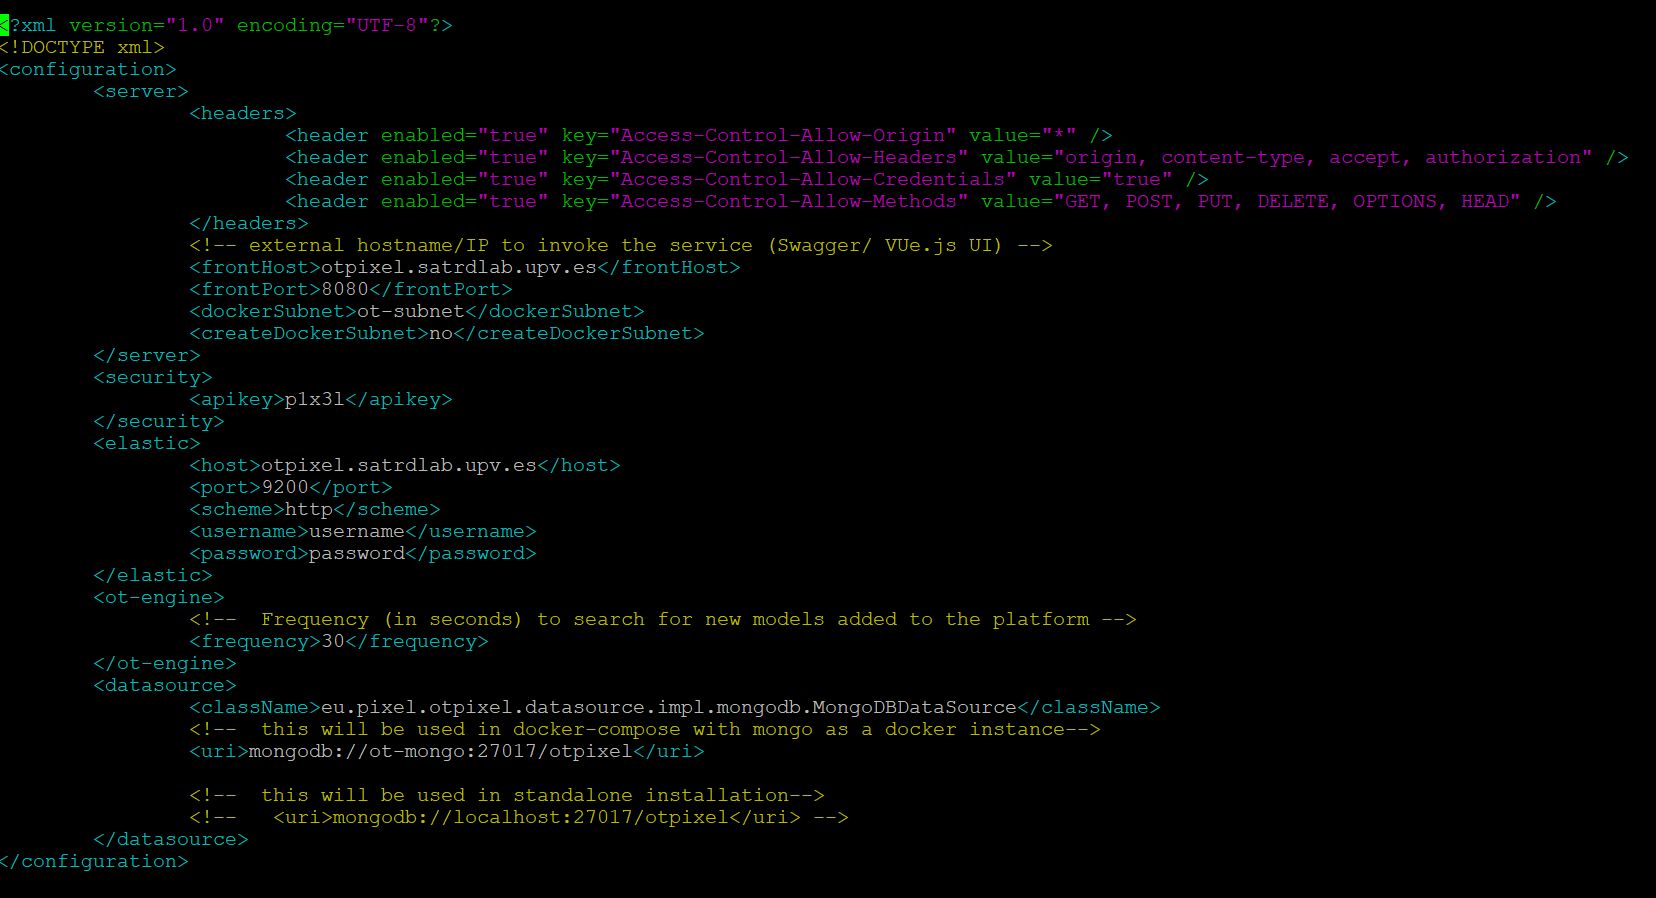 <?xml version="1.0" encoding="UTF-8"?>
<!DOCTYPE xml>
<configuration>
        <server>
                <headers>
                        <header enabled="true" key="Access-Control-Allow-Origin" value="*" />
                        <header enabled="true" key="Access-Control-Allow-Headers" value="origin, content-type, accept, authorization" />
                        <header enabled="true" key="Access-Control-Allow-Credentials" value="true" />
                        <header enabled="true" key="Access-Control-Allow-Methods" value="GET, POST, PUT, DELETE, OPTIONS, HEAD" />
                </headers>
                <!-- external hostname/IP to invoke the service (Swagger/ VUe.js UI) -->
                <frontHost>otpixel.satrdlab.upv.es</frontHost>
                <frontPort>8080</frontPort>
                <dockerSubnet>ot-subnet</dockerSubnet>
                <createDockerSubnet>no</createDockerSubnet>
        </server>
        <security>
                <apikey>p1x3l</apikey>
        </security>
        <elastic>
                <host>otpixel.satrdlab.upv.es</host>
                <port>9200</port>
                <scheme>http</scheme>
                <username>username</username>
                <password>password</password>
        </elastic>
        <ot-engine>
                <!--  Frequency (in seconds) to search for new models added to the platform -->
                <frequency>30</frequency>
        </ot-engine>
        <datasource>
                <className>eu.pixel.otpixel.datasource.impl.mongodb.MongoDBDataSource</className>
                <!--  this will be used in docker-compose with mongo as a docker instance-->
                <uri>mongodb://ot-mongo:27017/otpixel</uri>

                <!--  this will be used in standalone installation-->
                <!--   <uri>mongodb://localhost:27017/otpixel</uri> -->
        </datasource>
</configuration>